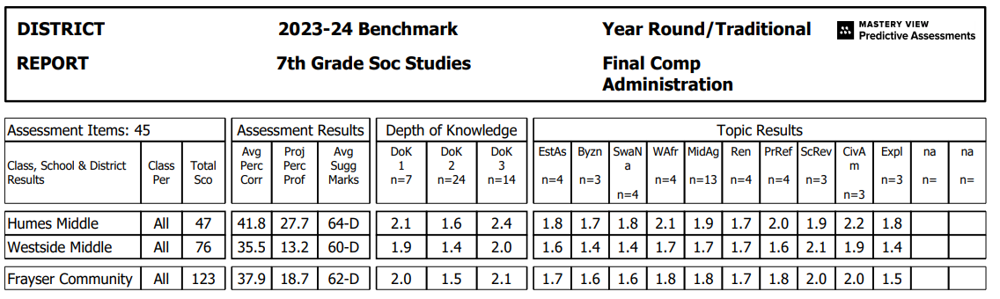 DISTRICT 2023-24 Benchmark Year Round/Traditional MASTERY VIEW
Predictive Assessments
REPORT 7th Grade Soc Studies Final Comp
Administration
Assessment Items: 45 Assessment Results Depth of Knowledge Topic Results
Class, School & District
Results
Class
Per
Total
Sco
Avg
Perc
Corr
Proj
Perc
Prof
Avg
Sugg
Marks
DoK
1
n=7
DoK
2
n=24
DoK
3
n=14
EstAs
n=4
Byzn
n=3
SwaN
a
n=4
WAfr
n=4
MidAg
n=13
Ren
n=4
PrRef
n=4
ScRev
n=3
CivA
m
n=3
Expl
n=3
na
n=
na
n=
Humes Middle All 47 41.8 27.7 64-D 2.1 1.6 2.4 1.8 1.7 1.8 2.1 1.9 1.7 2.0 1.9 2.2 1.8
Westside Middle All 76 35.5 13.2 60-D 1.9 1.4 2.0 1.6 1.4 1.4 1.7 1.7 1.7 1.6 2.1 1.9 1.4
Frayser Community All 123 37.9 18.7 62-D 2.0 1.5 2.1 1.7 1.6 1.6 1.8 1.8 1.7 1.8 2.0 2.0 1.5